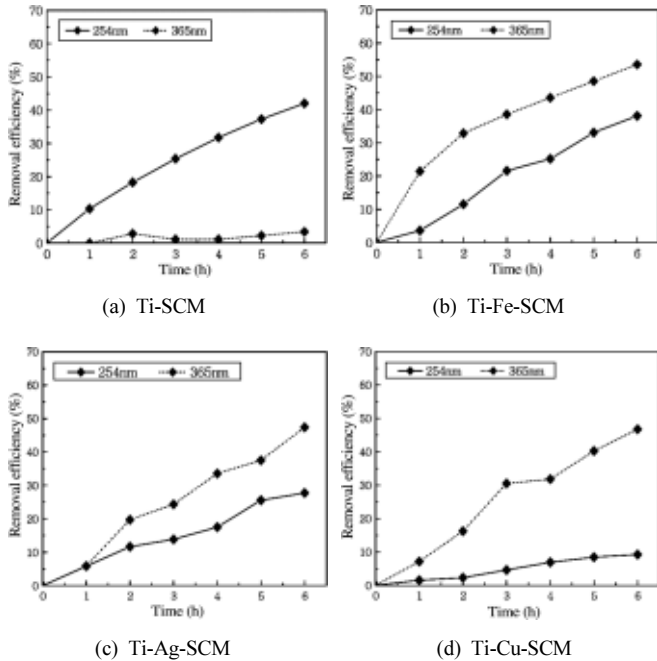 70
60
50
40
30
20
10
0
Removal efficiency (%)
254nm 365nm
0 1 2 3 4 5 6
Time (h)
(a) Ti-SCM
70
60
50
40
30
20
10
0
Removal efficiency (%)
254nm 365nm
0 1 2 3 4 5 6
Time (h)
(b) Ti-Fe-SCM
70
60
50
40
30
20
10
0
Removal efficiency (%)
254nm 365nm
0 1 2 3 4 5 6
Time (h)
(c) Ti-Ag-SCM
70
60
50
40
30
20
10
0
Removal efficiency (%)
254nm 365nm
0 1 2 3 4 5 6
Time (h)
(d) Ti-Cu-SCM